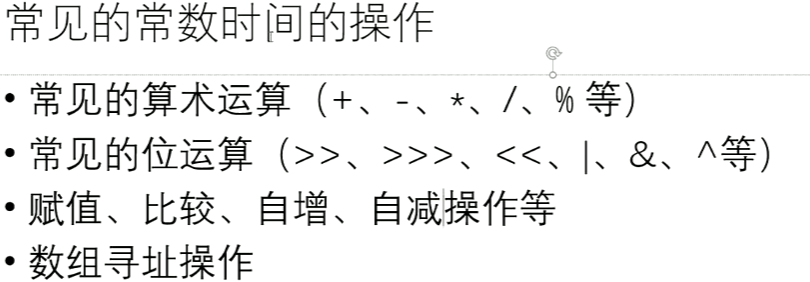 常见的常数时间的操作
• 常见的算术运算（+、-、*、/、% 等）
• 常见的位运算（>>、>>>、<<、|、&、^等）
• 赋值、比较、自增、自减操作等
• 数组寻址操作